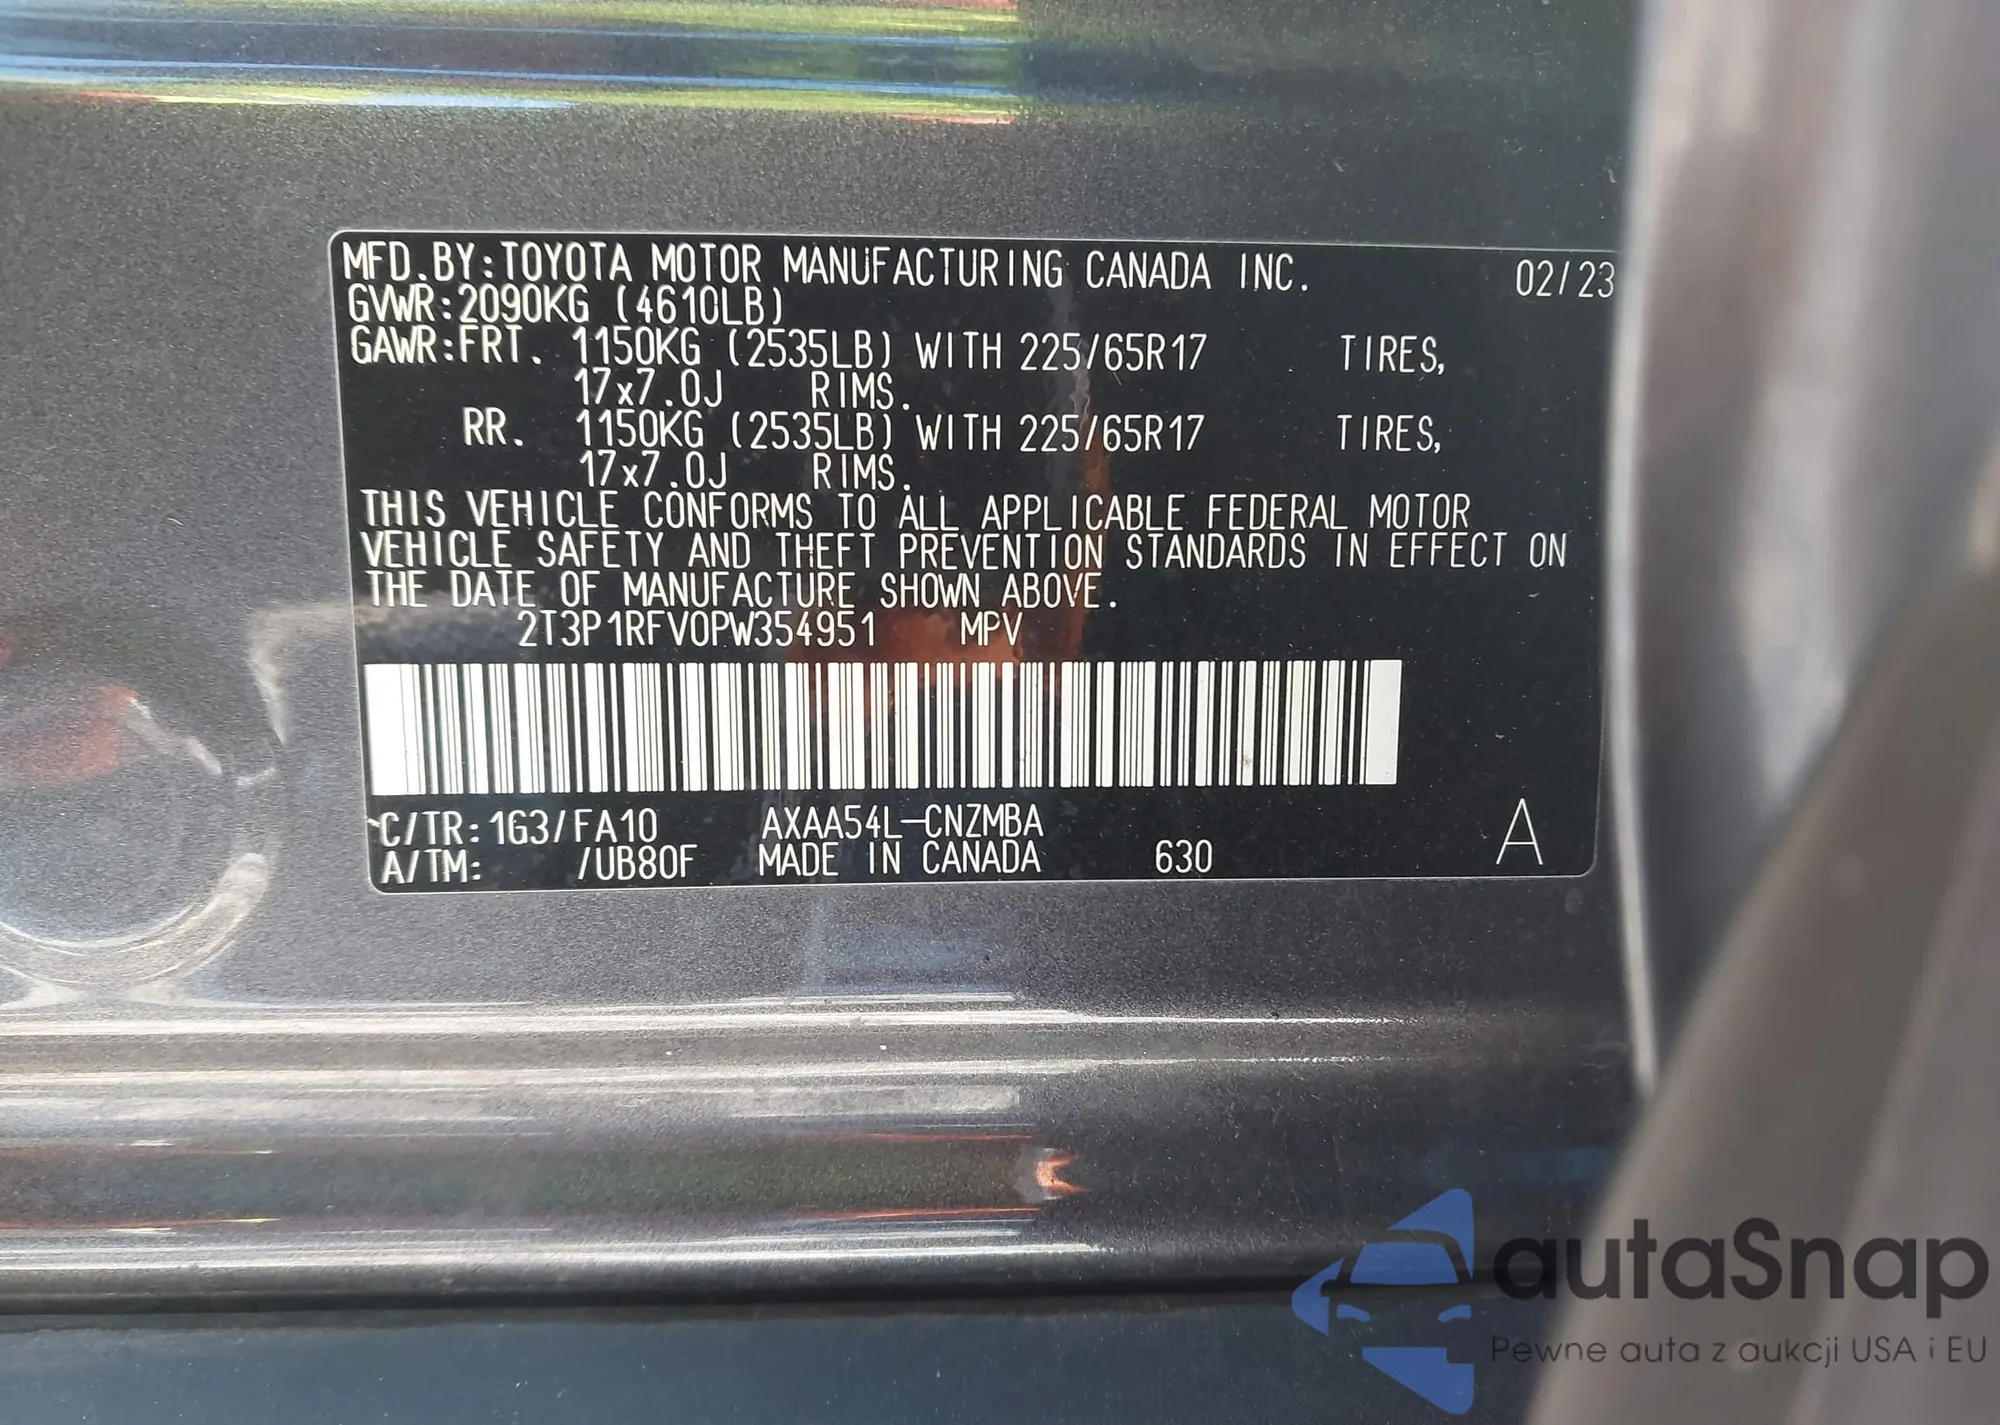 MFD.BY:TOYOTA MOTOR MANUFACTURING CANADA INC. 02/23
GVWR:2090KG (4610LB)
GAWR:FRT. 1150KG (2535LB) WITH 225/65R17 TIRES,
17x7.0J RIMS.
RR. 1150KG (2535LB) WITH 225/65R17 TIRES,
17x7.0J RIMS.
THIS VEHICLE CONFORMS TO ALL APPLICABLE FEDERAL MOTOR
VEHICLE SAFETY AND THEFT PREVENTION STANDARDS IN EFFECT ON
THE DATE OF MANUFACTURE SHOWN ABOVE.
2T3P1RFV0PW354951 MPV
C/TR:1G3/FA10 AXAA54L-CNZMBA
A/TM: /UB80F MADE IN CANADA 630 A
autoSnap
Pewne auta z aukcji USA i EU